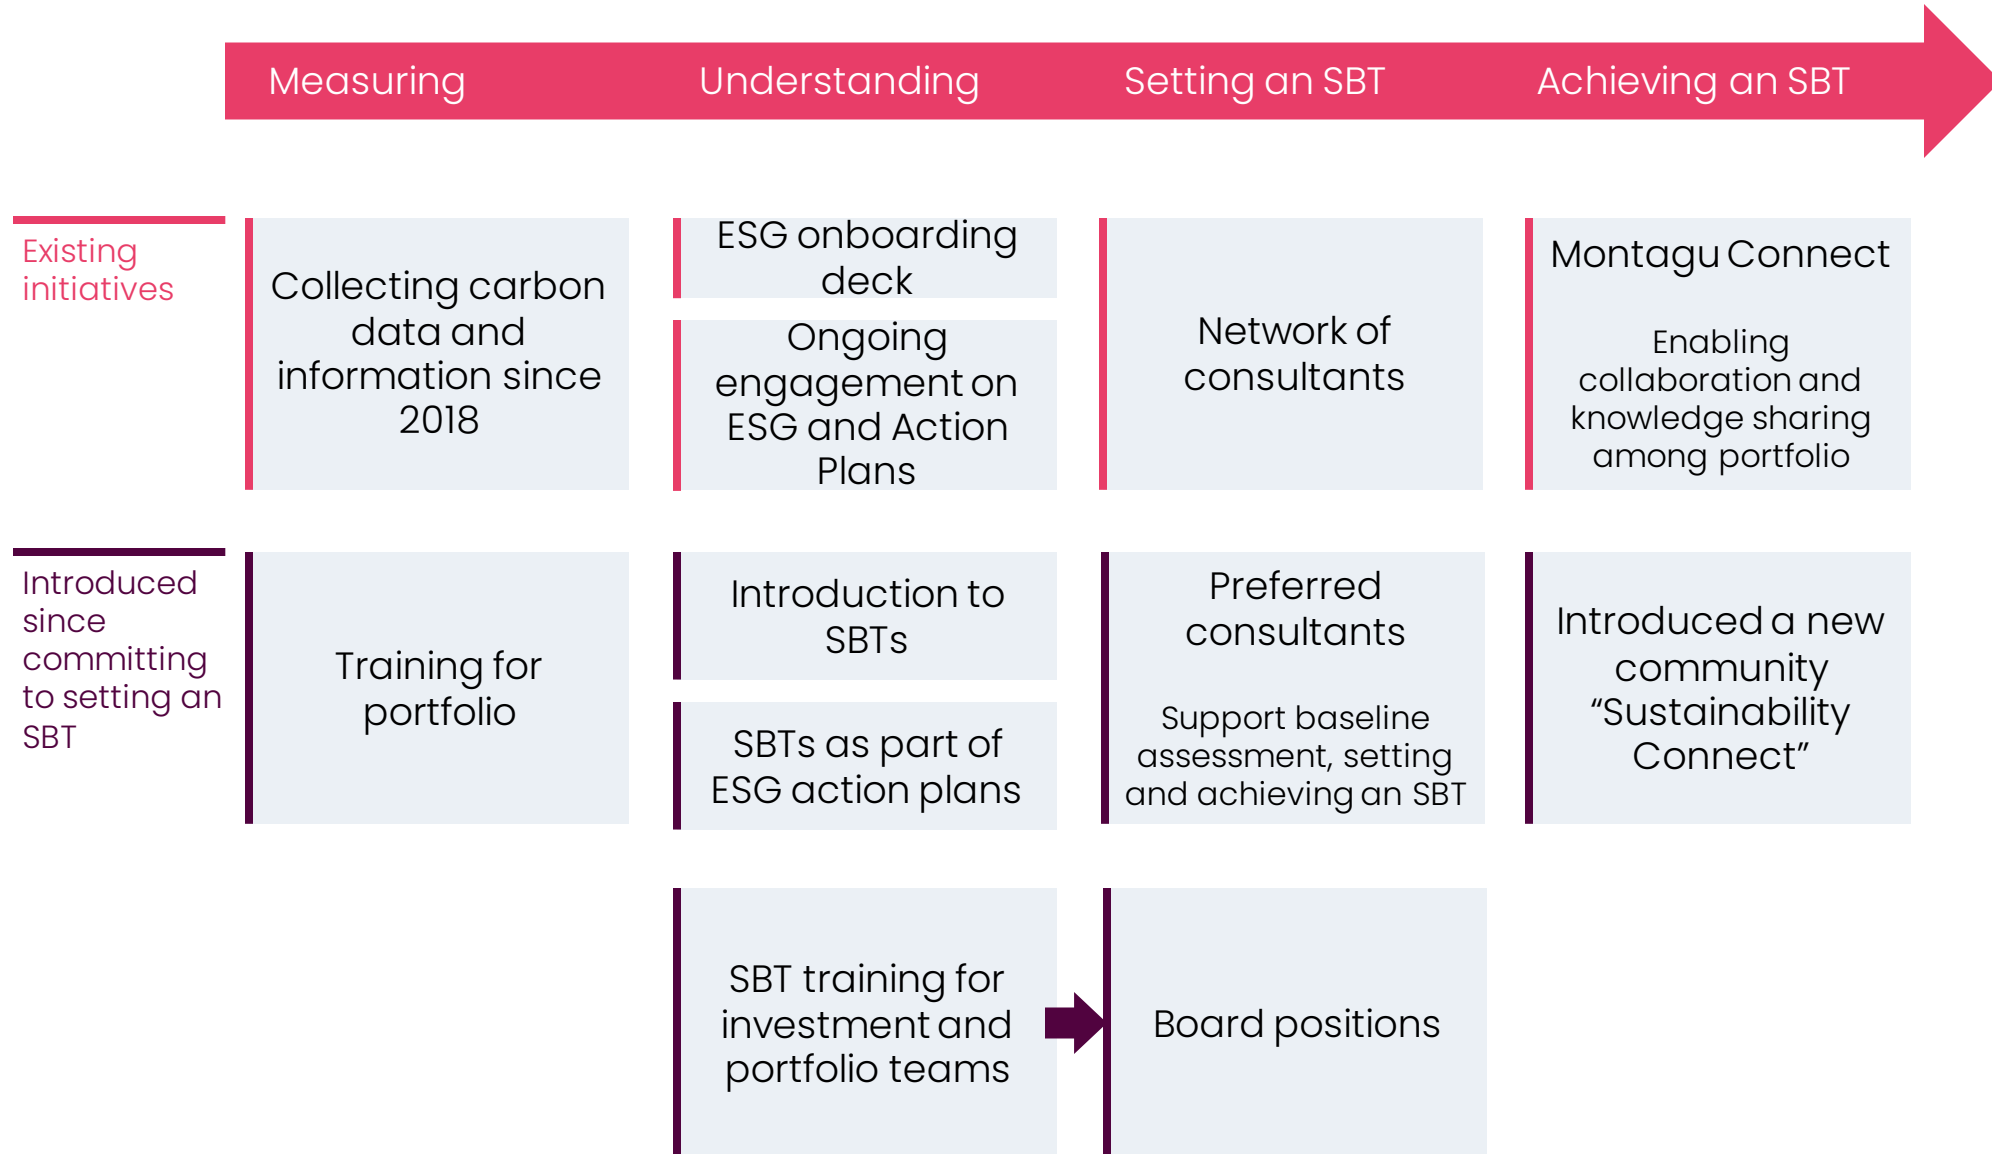 Measuring
Understanding
Setting an SBT
Achieving an SBT
Existing
initiatives
Collecting carbon
data and
information since
2018
ESG onboarding
deck
Ongoing
engagement on
ESG and Action
Plans
Network of
consultants
Montagu Connect
Enabling
collaboration and
knowledge sharing
among portfolio
Introduced
since
committing
to setting an
SBT
Training for
portfolio
Introduction to
SBTs
SBTs as part of
ESG action plans
Preferred
consultants
Support baseline
assessment, setting
and achieving an SBT
Introduced a new
community
“Sustainability
Connect”
SBT training for
investment and
portfolio teams
Board positions